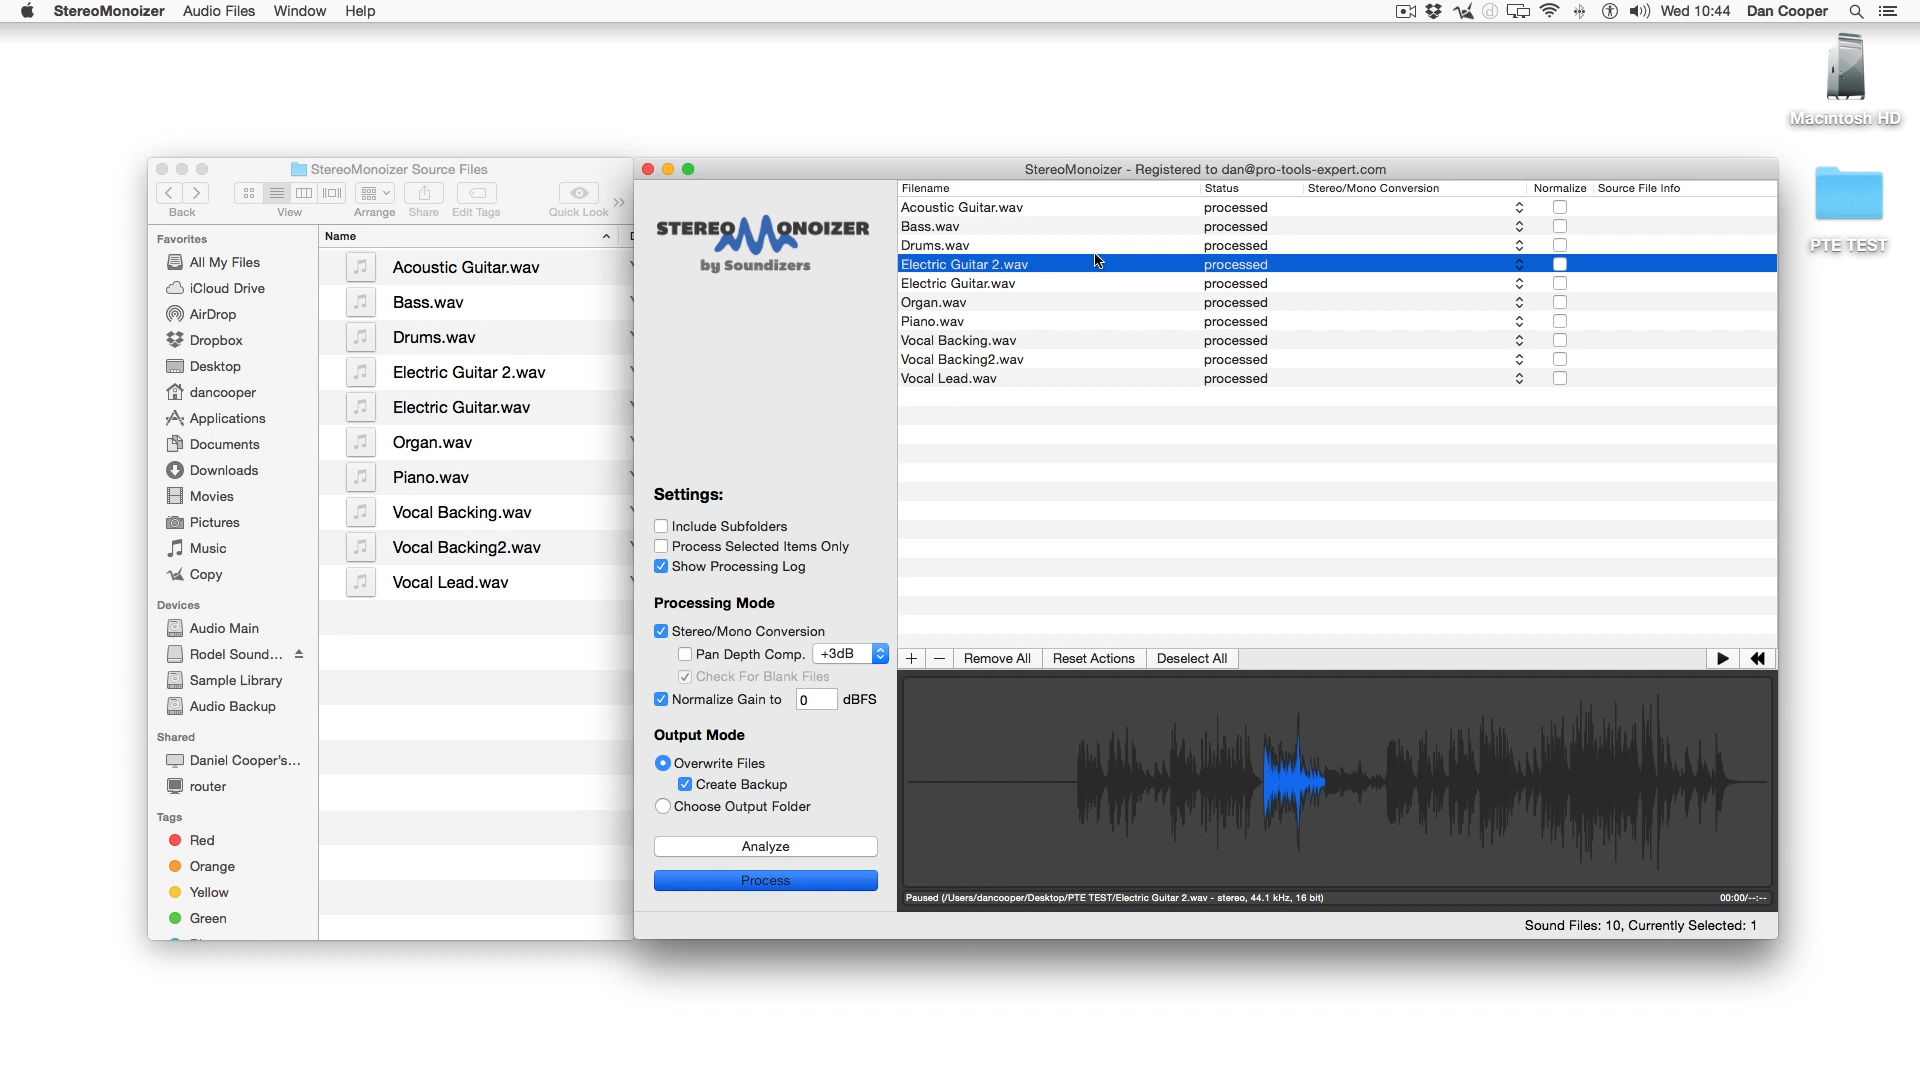 StereoMonoizer Audio Files Window Help
Wed 10:44 Dan Cooper
Macintosh HD
PTE TEST
StereoMonoizer Source Files
Back View Arrange Share Edit Tags Quick Look
Favorites
All My Files
iCloud Drive
AirDrop
Dropbox
Desktop
dancooper
Applications
Documents
Downloads
Movies
Pictures
Music
Copy
Devices
Audio Main
Rodel Sound...
Sample Library
Audio Backup
Shared
Daniel Cooper's...
router
Tags
Red
Orange
Yellow
Green
Name
Acoustic Guitar.wav
Bass.wav
Drums.wav
Electric Guitar 2.wav
Electric Guitar.wav
Organ.wav
Piano.wav
Vocal Backing.wav
Vocal Backing2.wav
Vocal Lead.wav
StereoMonoizer - Registered to dan@pro-tools-expert.com
STEREOMONOIZER
by Soundizers
Settings:
Include Subfolders
Process Selected Items Only
Show Processing Log
Processing Mode
Stereo/Mono Conversion
Pan Depth Comp. +3dB
Check For Blank Files
Normalize Gain to 0 dBFS
Output Mode
Overwrite Files
Create Backup
Choose Output Folder
Analyze
Process
Filename Status Stereo/Mono Conversion Normalize Source File Info
Acoustic Guitar.wav processed
Bass.wav processed
Drums.wav processed
Electric Guitar 2.wav processed
Electric Guitar.wav processed
Organ.wav processed
Piano.wav processed
Vocal Backing.wav processed
Vocal Backing2.wav processed
Vocal Lead.wav processed
+ − Remove All Reset Actions Deselect All
Paused (/Users/dancooper/Desktop/PTE TEST/Electric Guitar 2.wav - stereo, 44.1 kHz, 16 bit) 00:00/--:--
Sound Files: 10, Currently Selected: 1